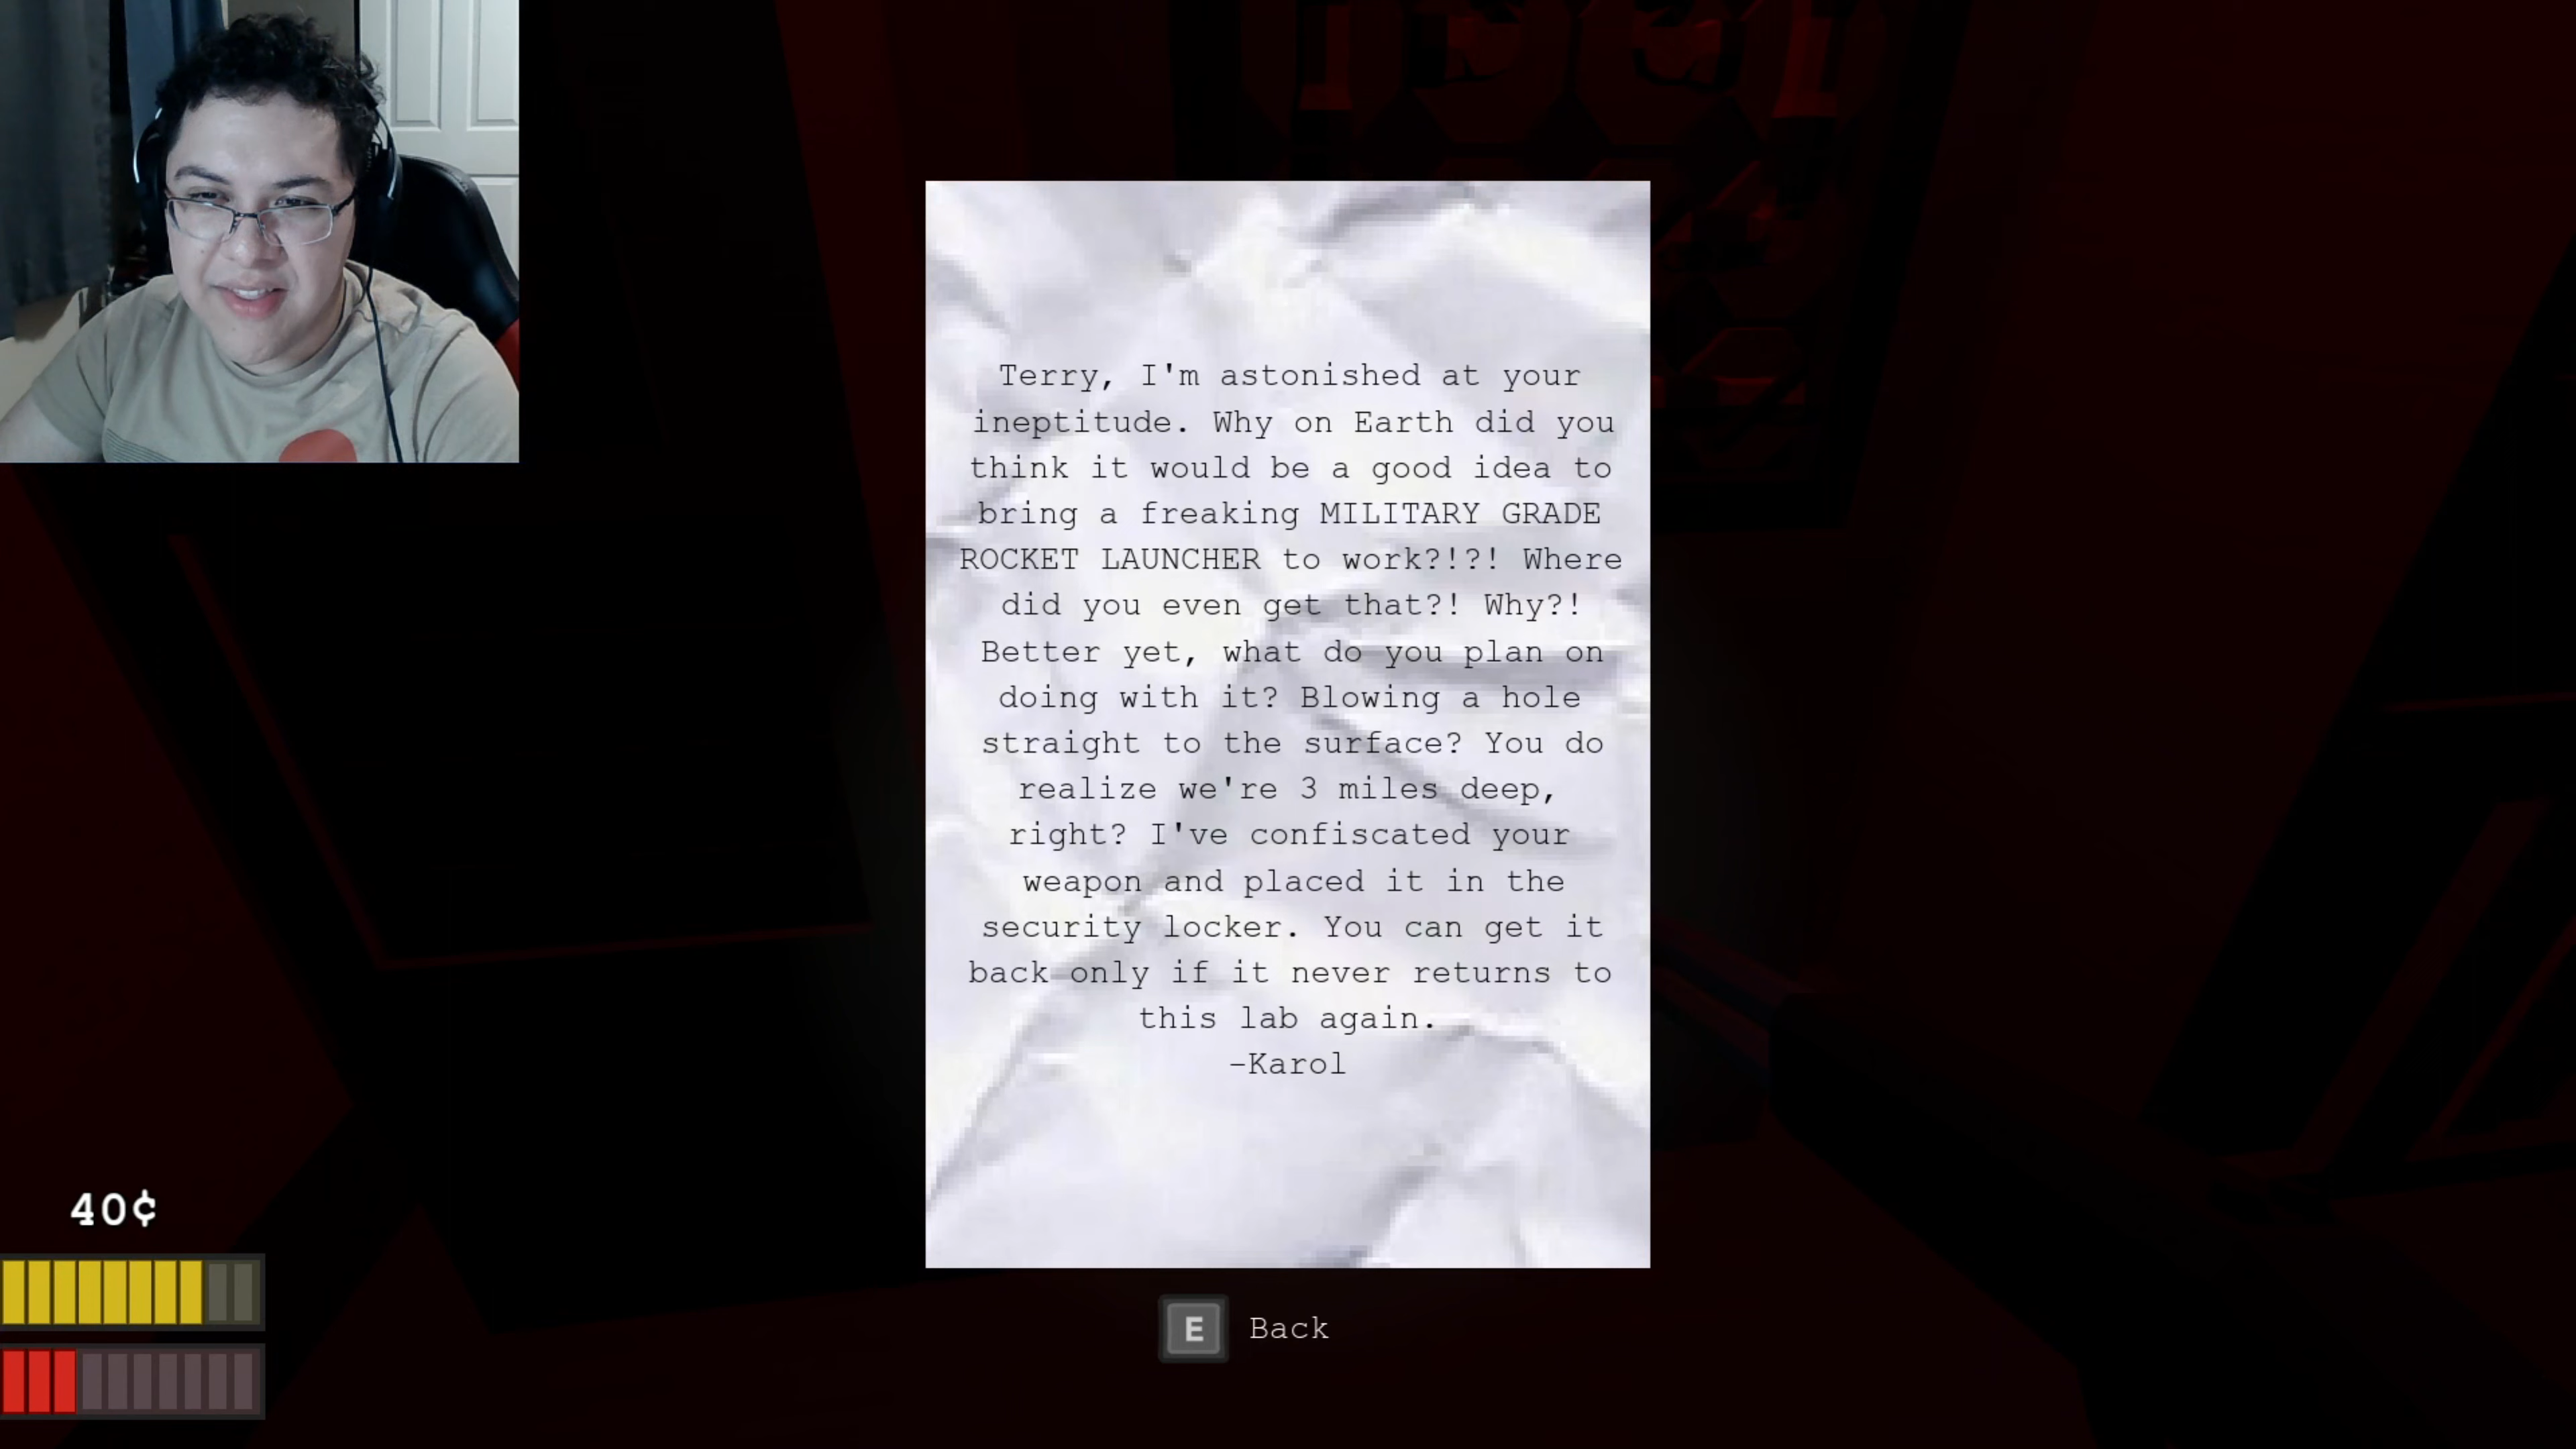 Terry, I'm astonished at your
ineptitude. Why on Earth did you
think it would be a good idea to
bring a freaking MILITARY GRADE
ROCKET LAUNCHER to work?!?! Where
did you even get that?! Why?!
Better yet, what do you plan on
doing with it? Blowing a hole
straight to the surface? You do
realize we're 3 miles deep,
right? I've confiscated your
weapon and placed it in the
security locker. You can get it
back only if it never returns to
this lab again.
-Karol
40¢
E Back